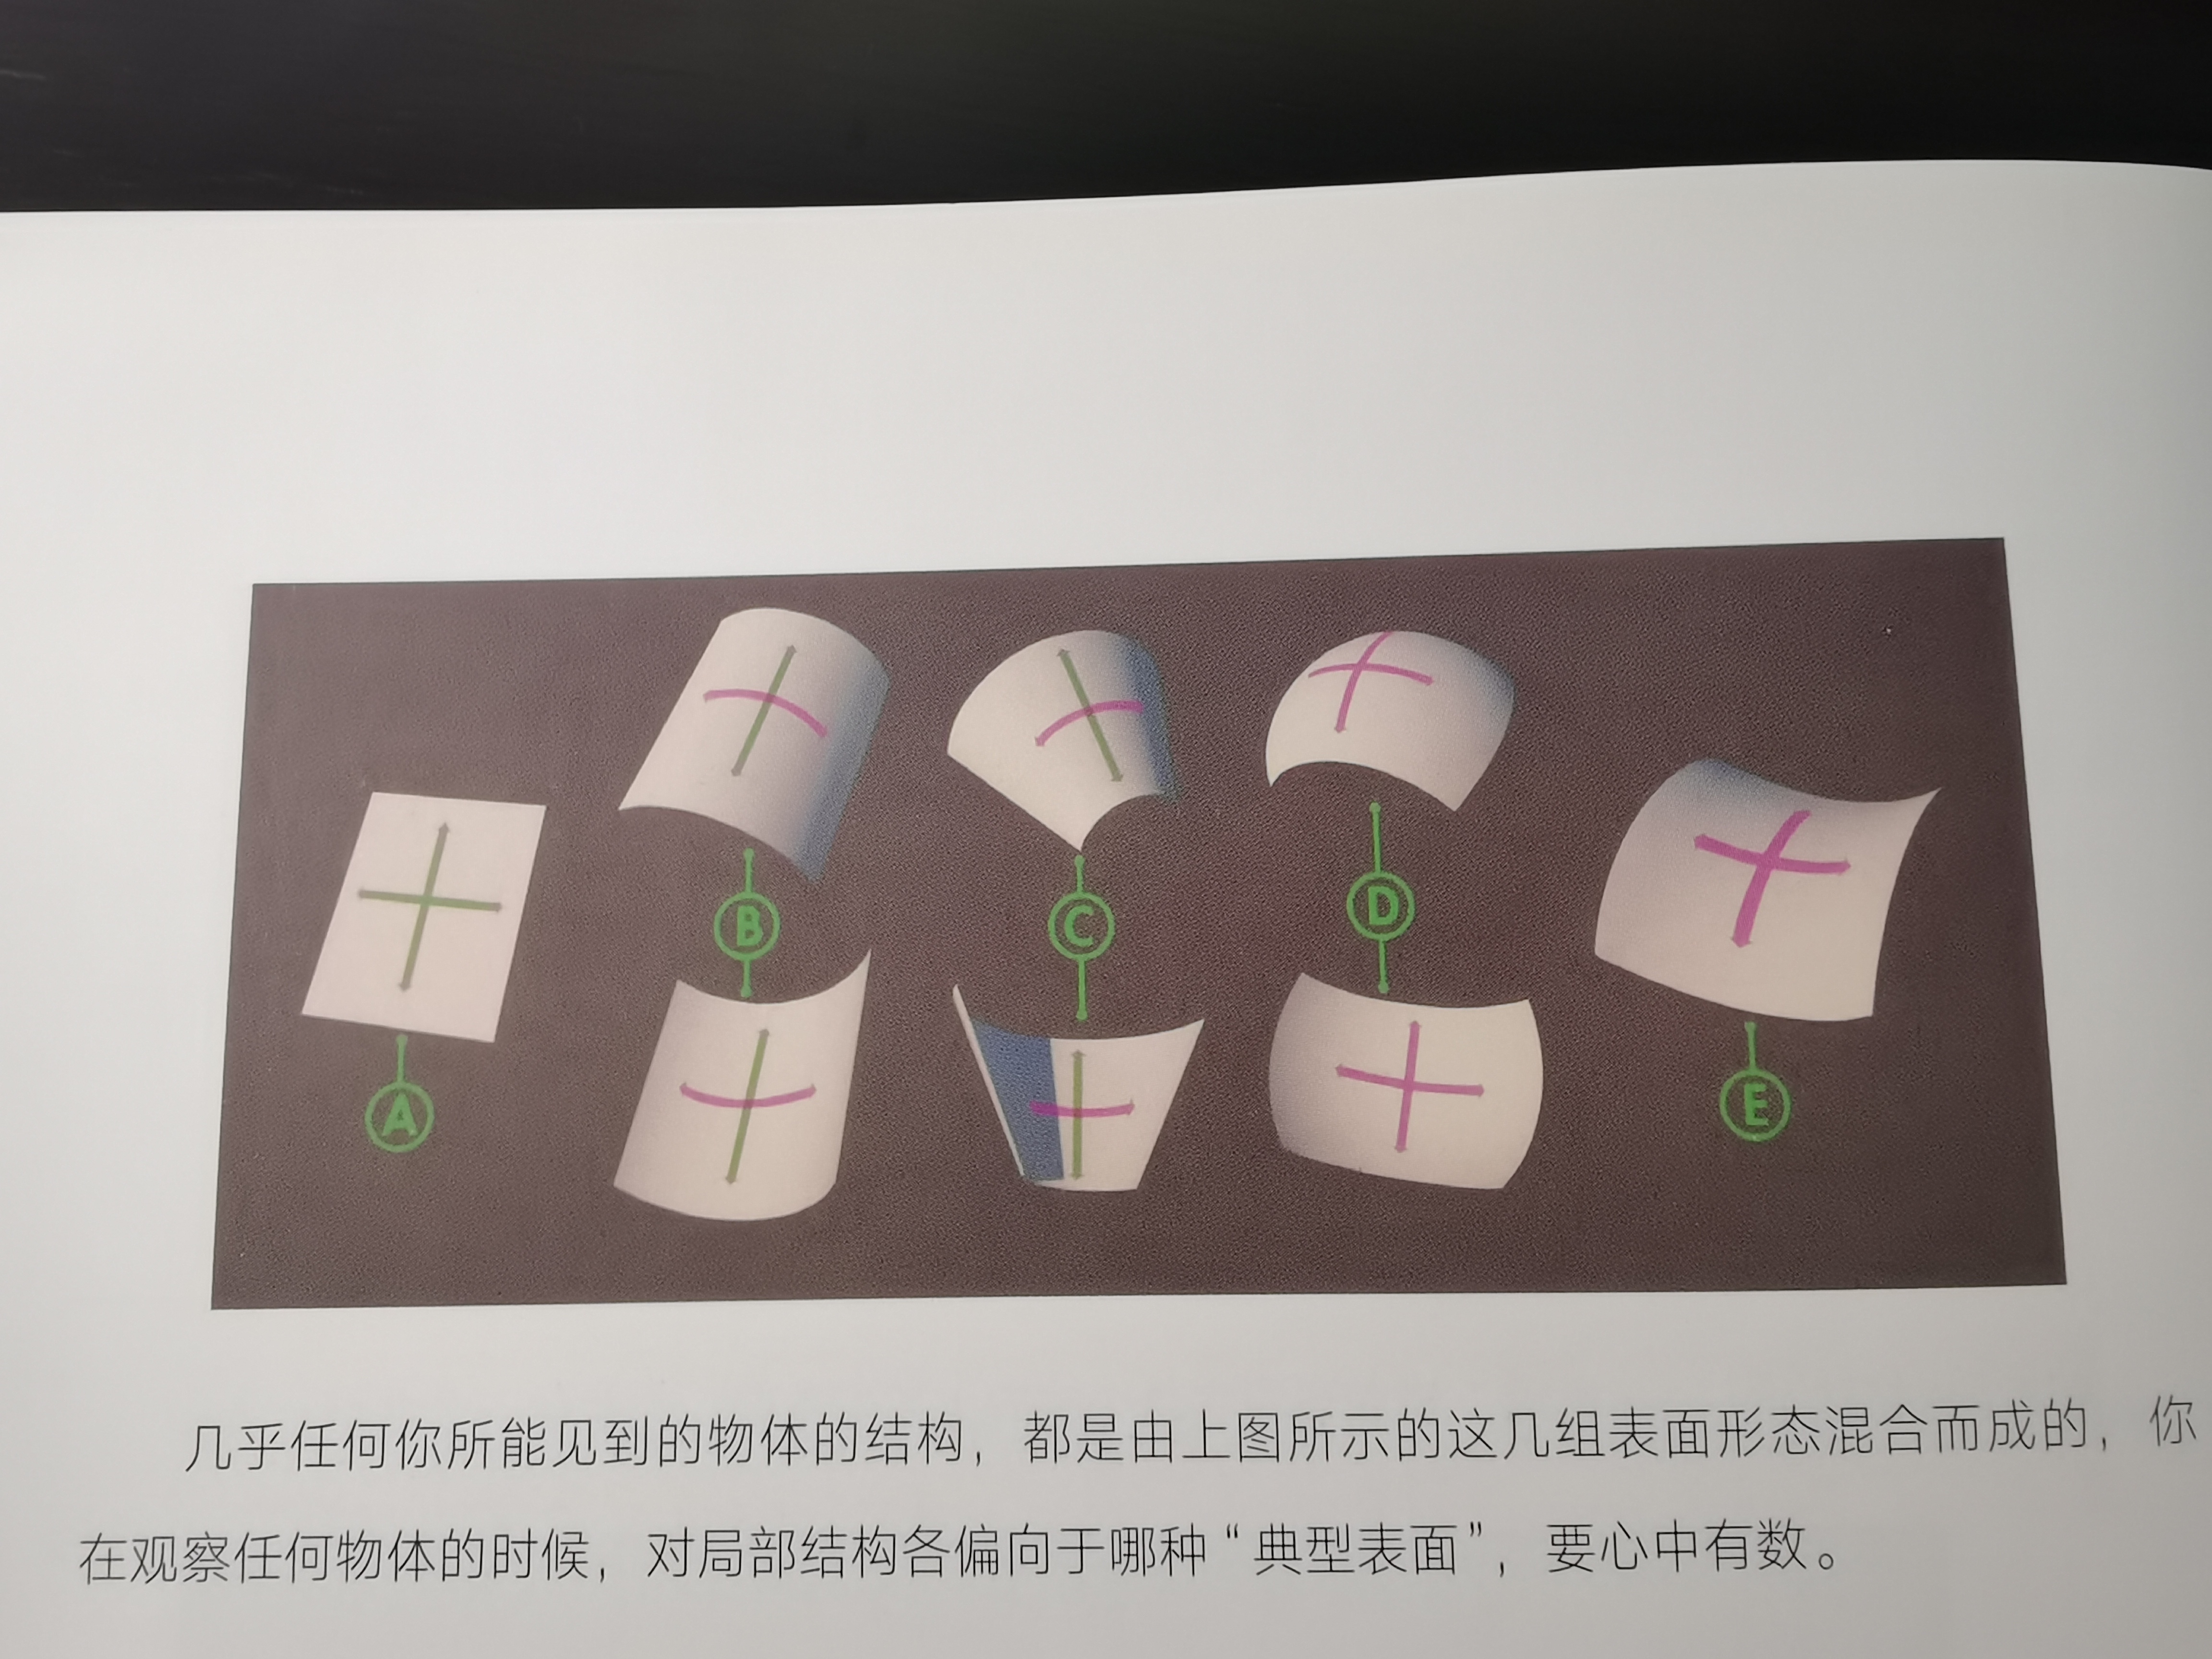 B
C
D
A
E
几乎任何你所能见到的物体的结构，都是由上图所示的这几组表面形态混合而成的，你
在观察任何物体的时候，对局部结构各偏向于哪种“典型表面”，要心中有数。